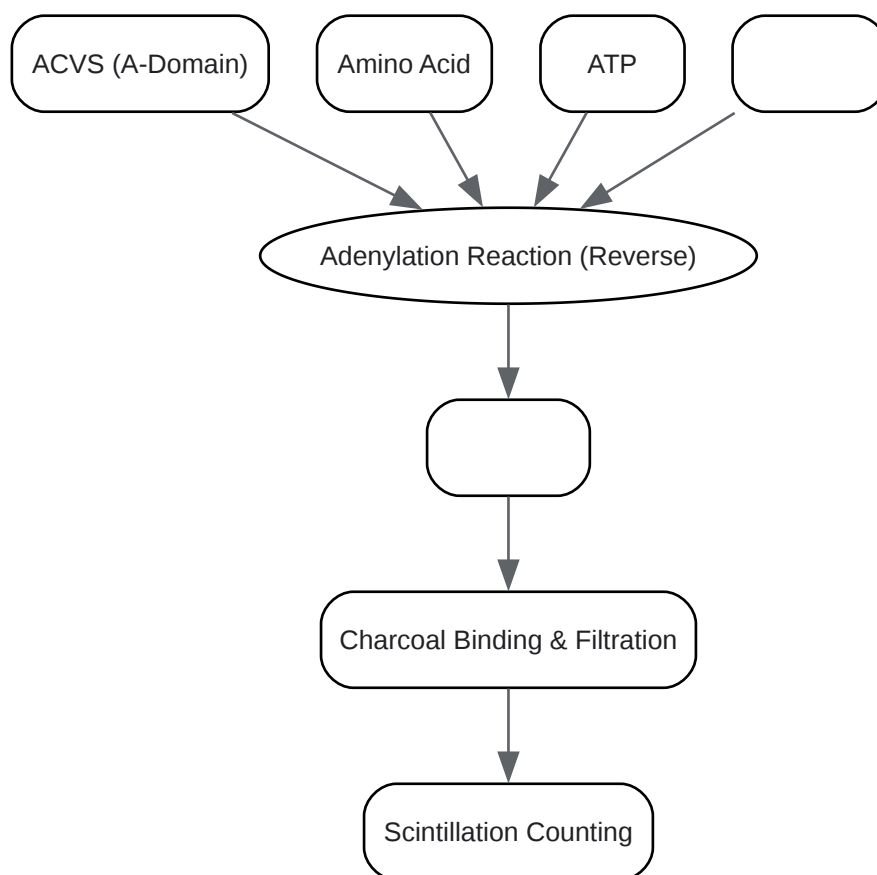 ACVS (A-Domain)
Amino Acid
ATP
Adenylation Reaction (Reverse)
Charcoal Binding & Filtration
Scintillation Counting